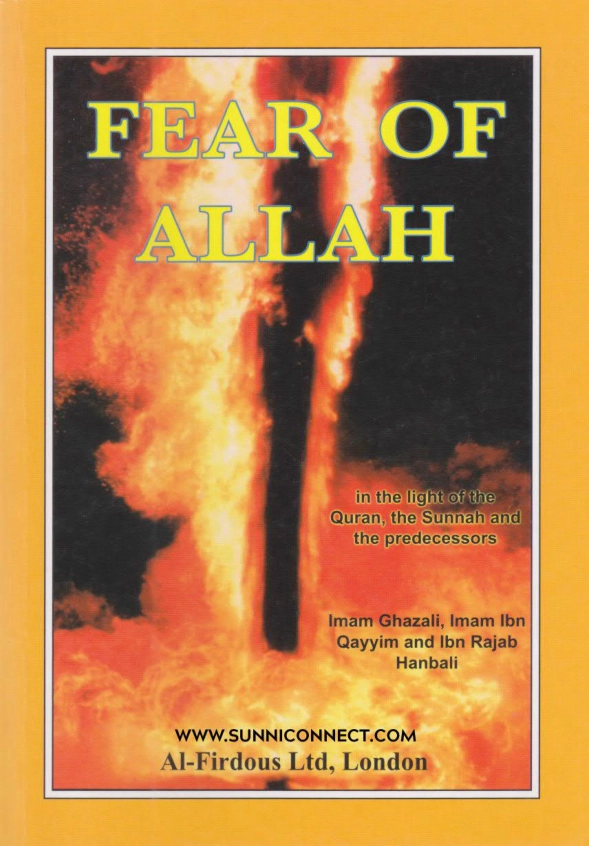 FEAR OF
ALLAH
in the light of the
Quran, the Sunnah and
the predecessors
Imam Ghazali, Imam Ibn
Qayyim and Ibn Rajab
Hanbali
WWW.SUNNICONNECT.COM
Al-Firdous Ltd, London